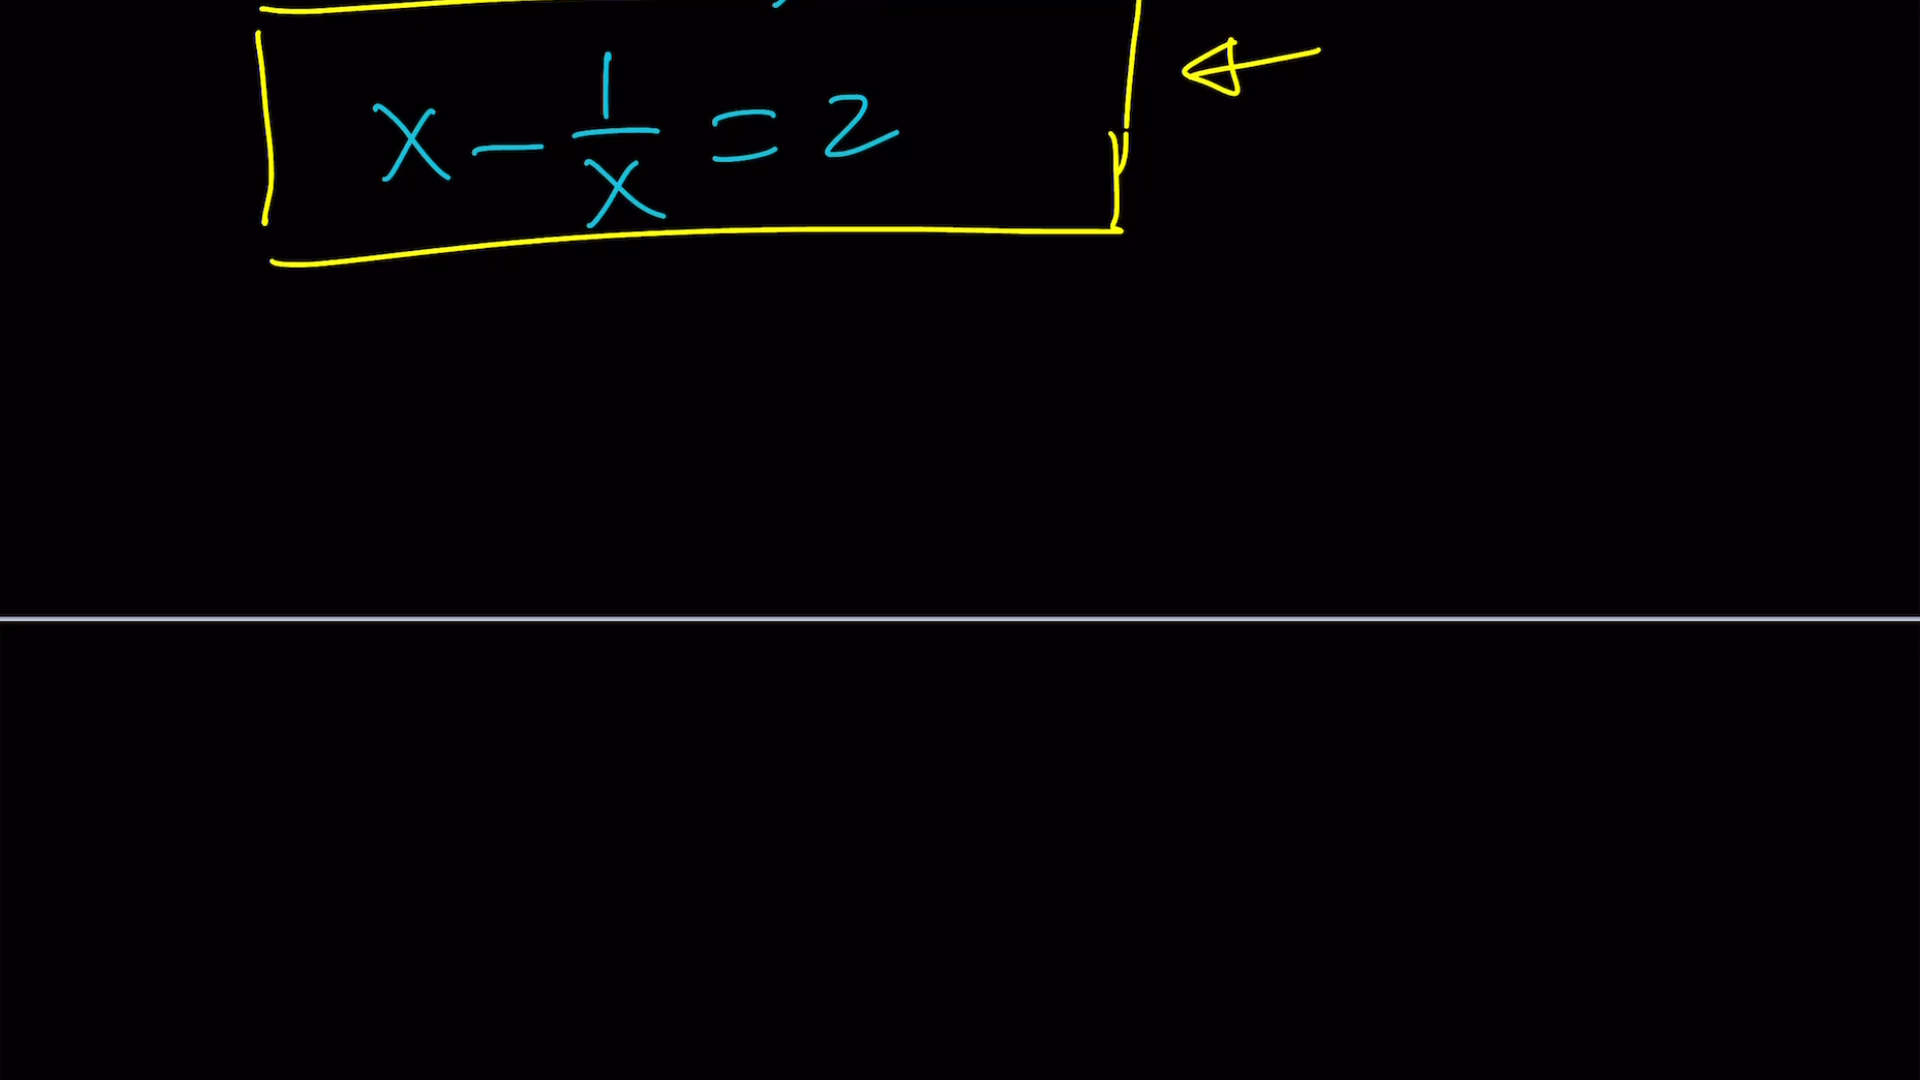 x - 1/x = 2